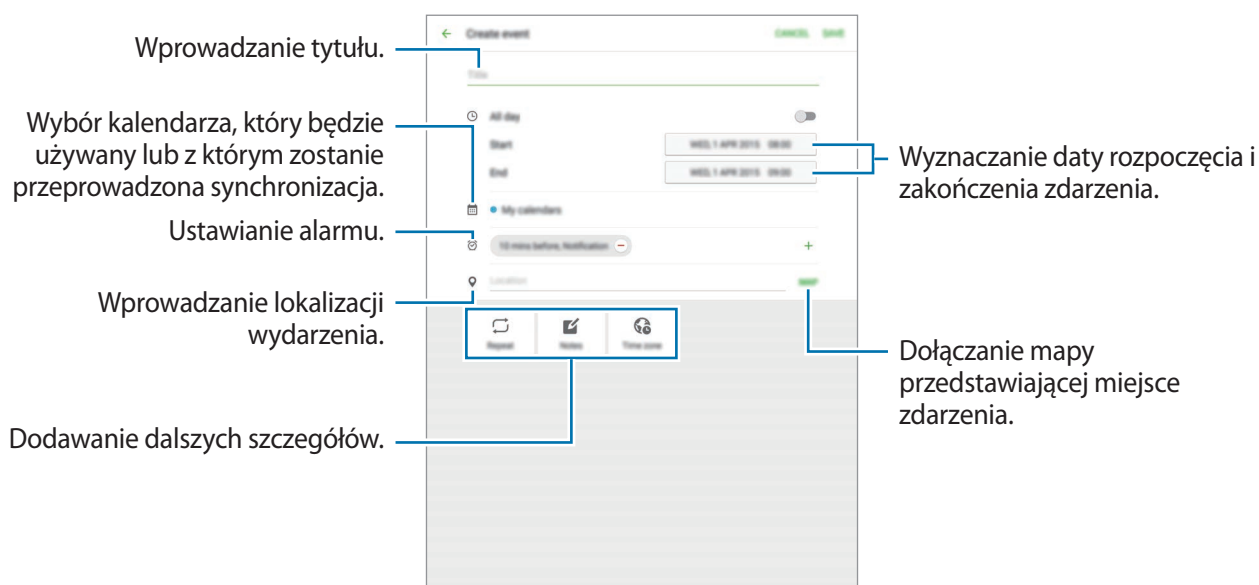 Create event
CANCEL SAVE
Wprowadzanie tytułu.
Title
Wybór kalendarza, który będzie
używany lub z którym zostanie
przeprowadzona synchronizacja.
All day
Start
WED, 1 APR 2015 08:00
End
WED, 1 APR 2015 09:00
Wyznaczanie daty rozpoczęcia i
zakończenia zdarzenia.
My calendars
Ustawianie alarmu.
10 mins before, Notification
Wprowadzanie lokalizacji
wydarzenia.
Location
MAP
Repeat
Notes
Time zone
Dołączanie mapy
przedstawiającej miejsce
zdarzenia.
Dodawanie dalszych szczegółów.